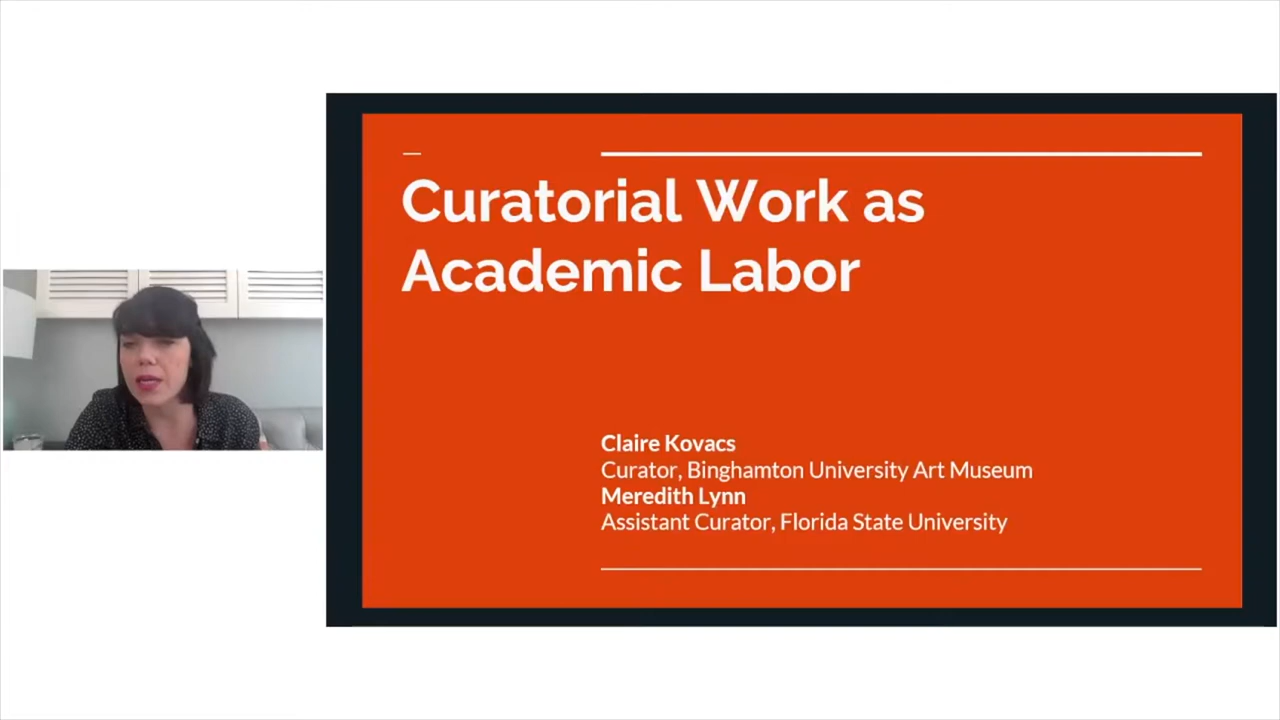 Curatorial Work as
Academic Labor
Claire Kovacs
Curator, Binghamton University Art Museum
Meredith Lynn
Assistant Curator, Florida State University